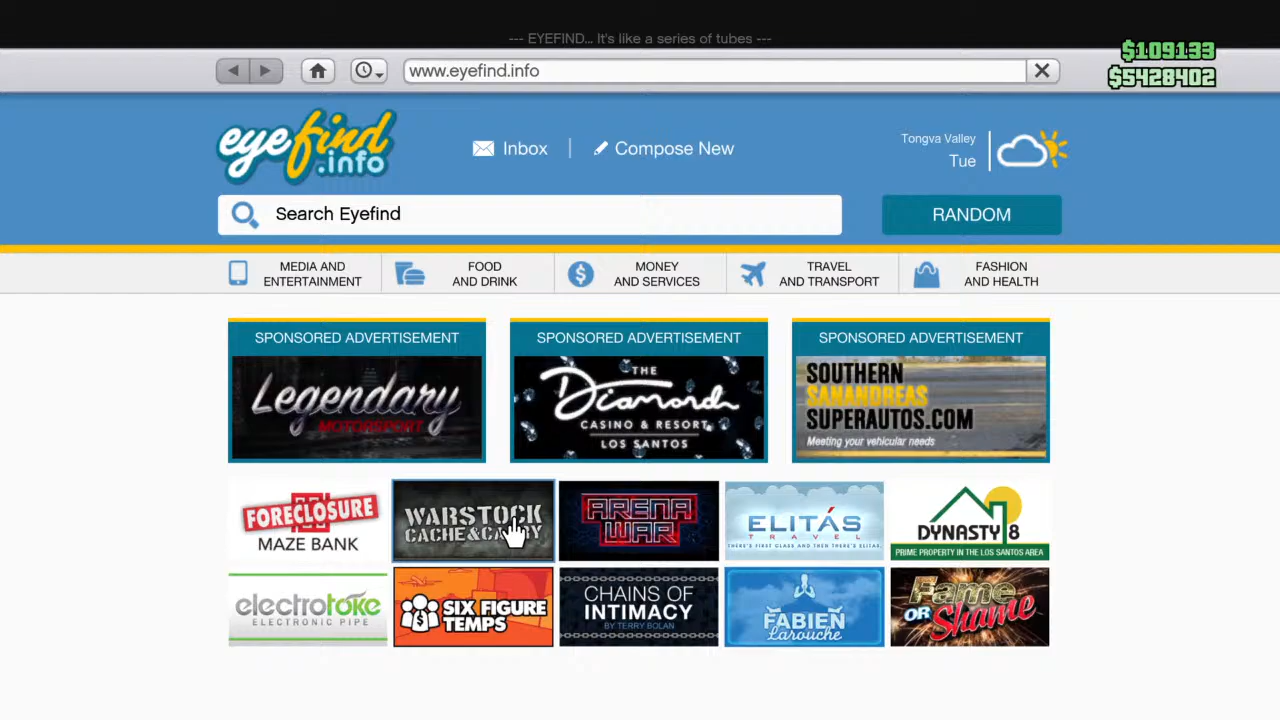 --- EYEFIND... It's like a series of tubes ---
$109133
$5428402
www.eyefind.info
eyefind
.info
Inbox
Compose New
Tongva Valley
Tue
Search Eyefind
RANDOM
MEDIA AND
ENTERTAINMENT
FOOD
AND DRINK
MONEY
AND SERVICES
TRAVEL
AND TRANSPORT
FASHION
AND HEALTH
SPONSORED ADVERTISEMENT
Legendary
MOTORSPORT
SPONSORED ADVERTISEMENT
THE
Diamond
CASINO & RESORT
LOS SANTOS
SPONSORED ADVERTISEMENT
SOUTHERN
SANANDREAS
SUPERAUTOS.COM
Meeting your vehicular needs
FORECLOSURE
MAZE BANK
WARSTOCK
CACHE&CARRY
ARENA
WAR
ELITÁS
TRAVEL
THERE'S FIRST CLASS AND THEN THERE'S ELITAS
DYNASTY 8
PRIME PROPERTY IN THE LOS SANTOS AREA
electrotoke
ELECTRONIC PIPE
SIX FIGURE
TEMPS
CHAINS OF
INTIMACY
BY TERRY BOLAN
FABIEN
Larouche
Fame
OR Shame